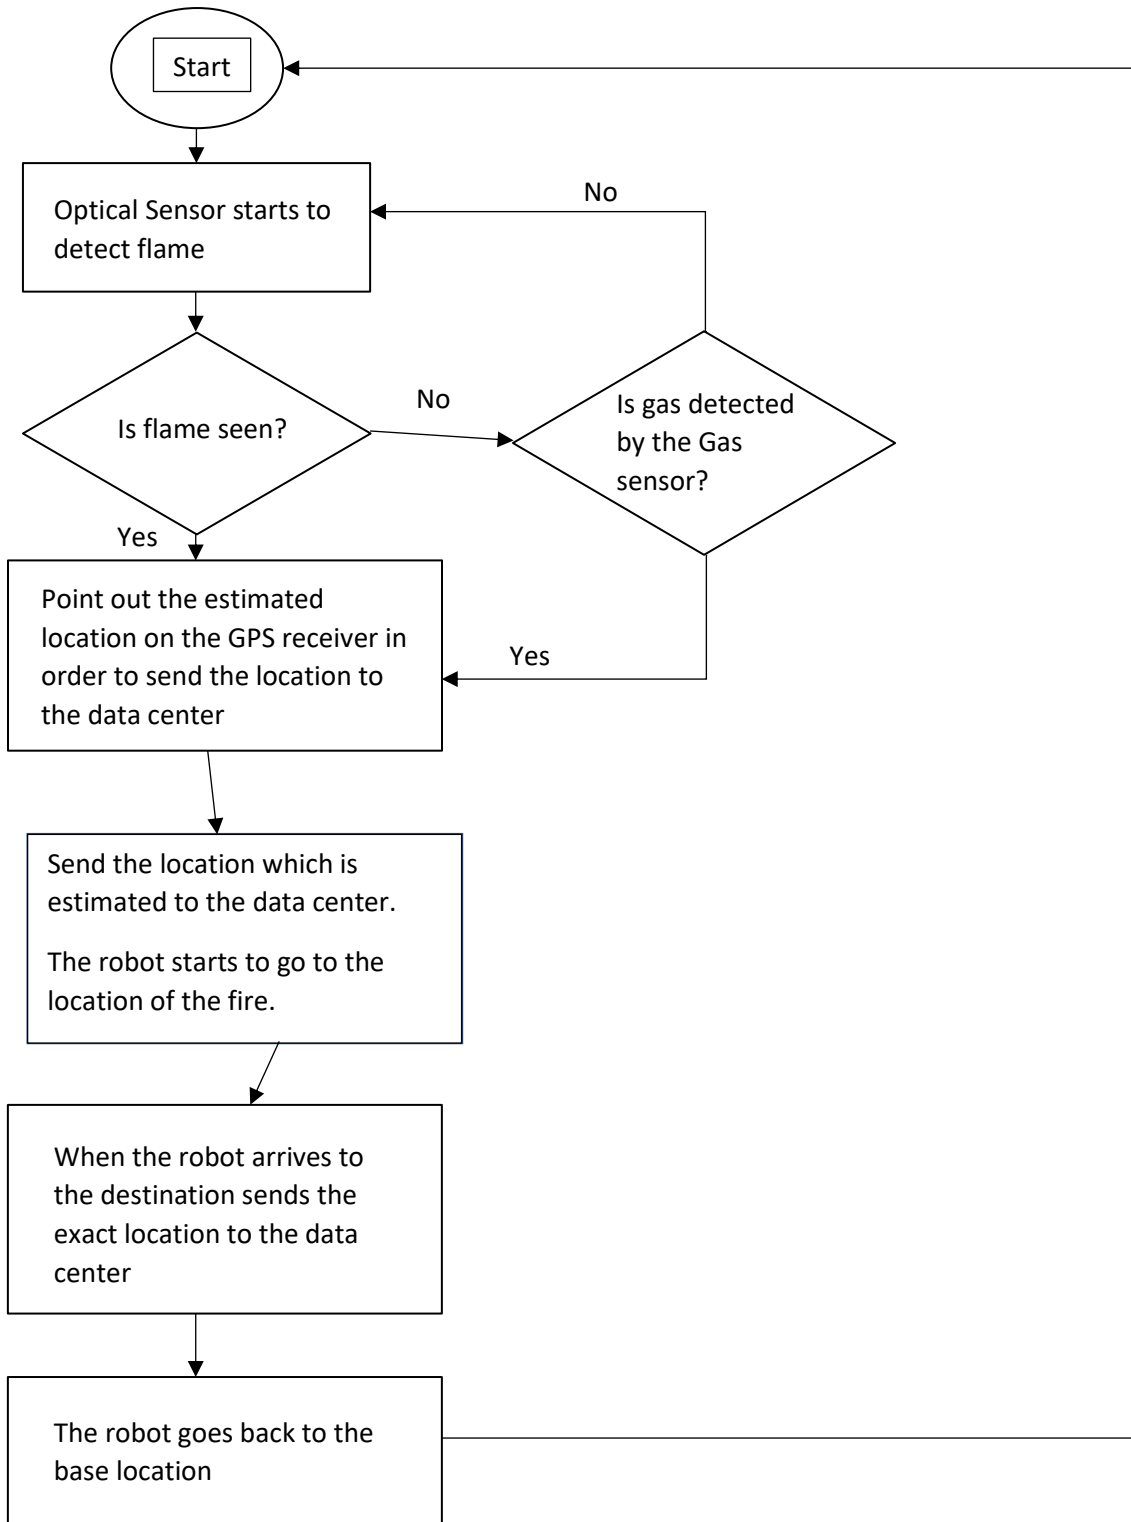 Start
Optical Sensor starts to
detect flame
No
Is flame seen?
No
Is gas detected
by the Gas
sensor?
Yes
Point out the estimated
location on the GPS receiver in
order to send the location to
the data center
Yes
Send the location which is
estimated to the data center.
The robot starts to go to the
location of the fire.
When the robot arrives to
the destination sends the
exact location to the data
center
The robot goes back to the
base location